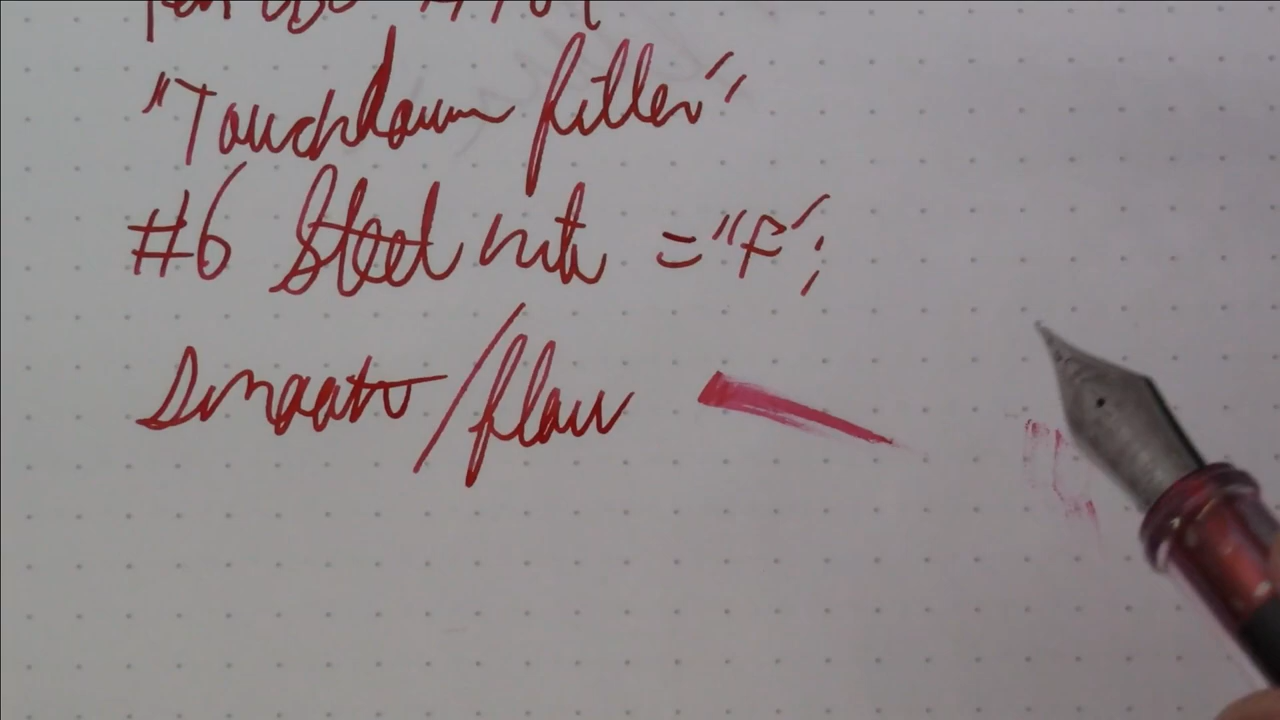 "Touchdown filler"
#6 Steel nib = "F";
Smooth/flow